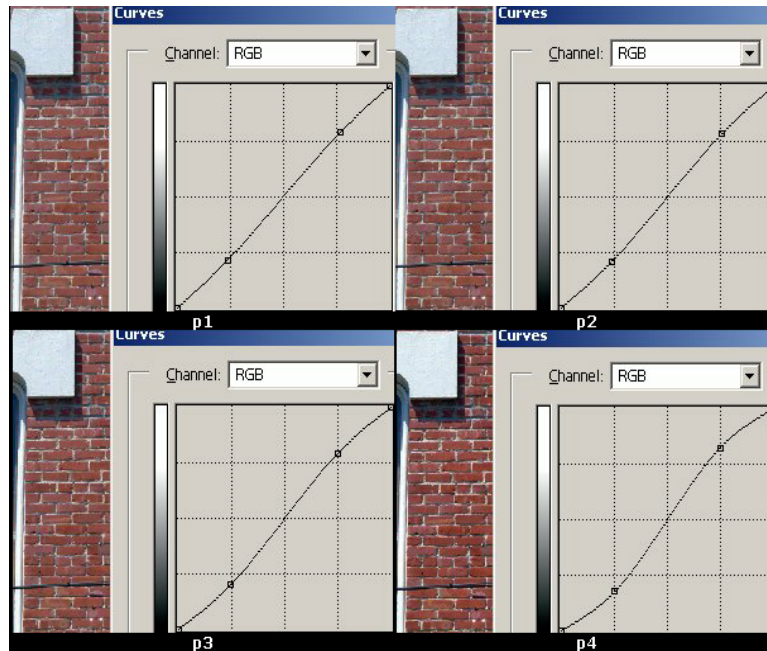 Curves
Channel: RGB
p1
Curves
Channel: RGB
p2
Curves
Channel: RGB
p3
Curves
Channel: RGB
p4